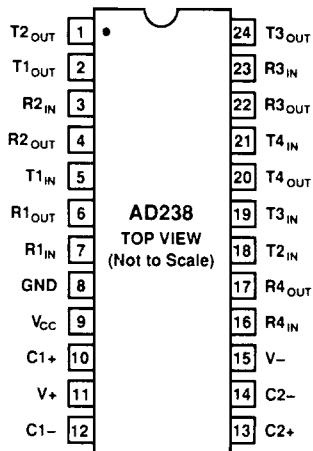 T2OUT 1 24 T3OUT
T1OUT 2 23 R3IN
R2IN 3 22 R3OUT
R2OUT 4 21 T4IN
T1IN 5 20 T4OUT
R1OUT 6 19 T3IN
R1IN 7 18 T2IN
GND 8 17 R4OUT
VCC 9 16 R4IN
C1+ 10 15 V−
V+ 11 14 C2−
C1− 12 13 C2+
AD238
TOP VIEW
(Not to Scale)